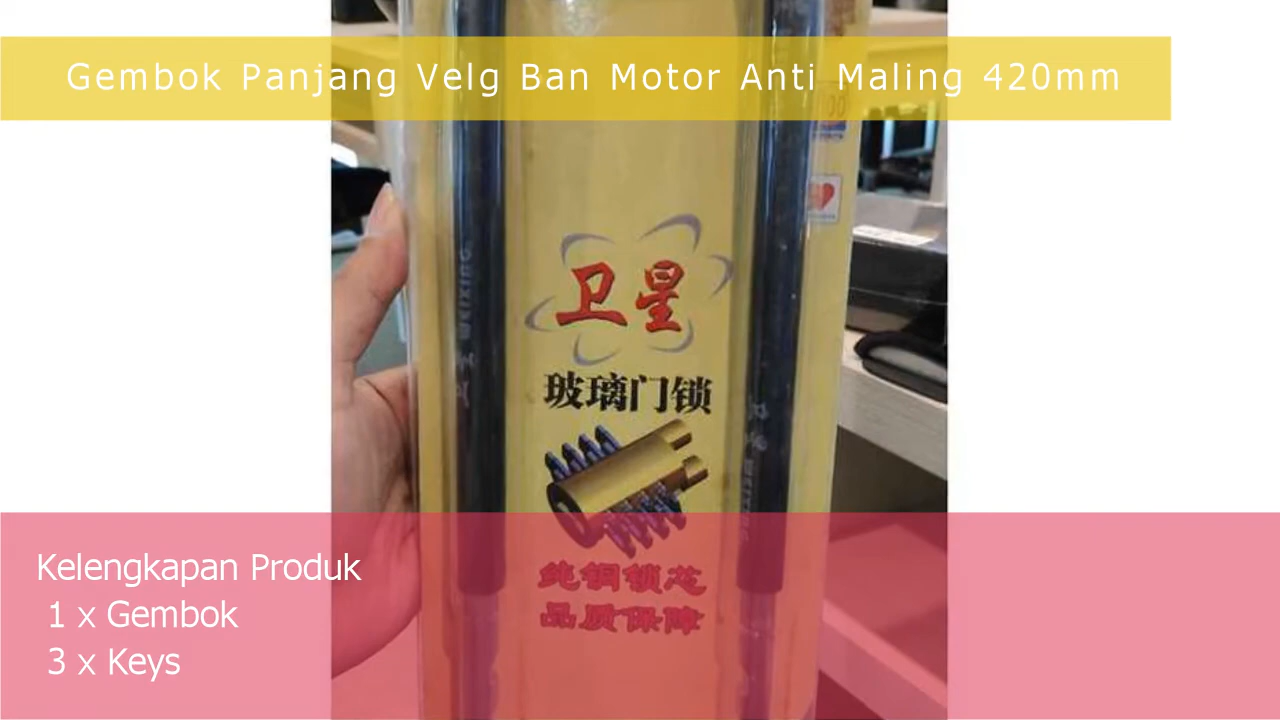 Gembok Panjang Velg Ban Motor Anti Maling 420mm
卫星
玻璃门锁
纯铜锁芯
品质保障
Kelengkapan Produk
1 x Gembok
3 x Keys